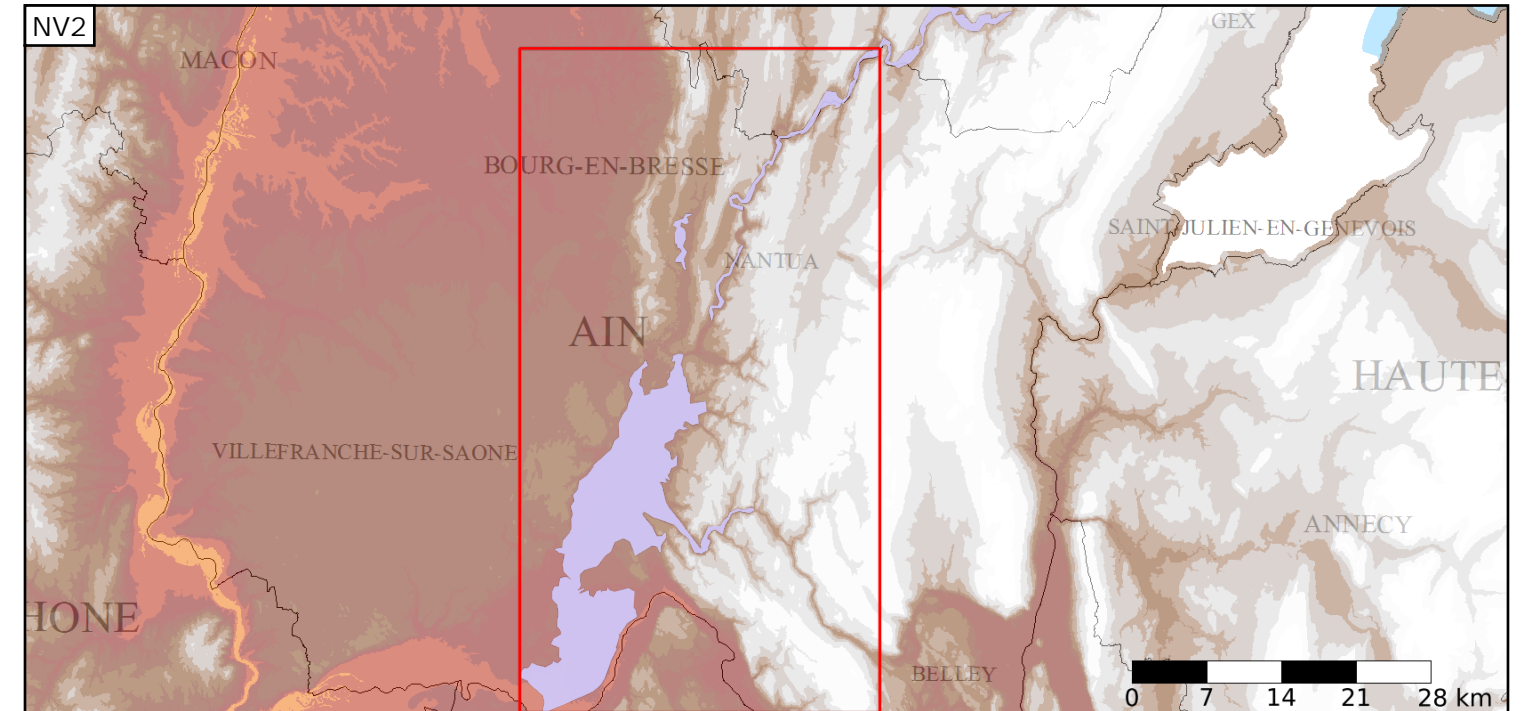 NV2
GEX
MACON
BOURG-EN-BRESSE
SAINT-JULIEN-EN-GENEVOIS
NANTUA
AIN
HAUTE
VILLEFRANCHE-SUR-SAONE
ANNECY
HONE
BELLEY
0 7 14 21 28 km